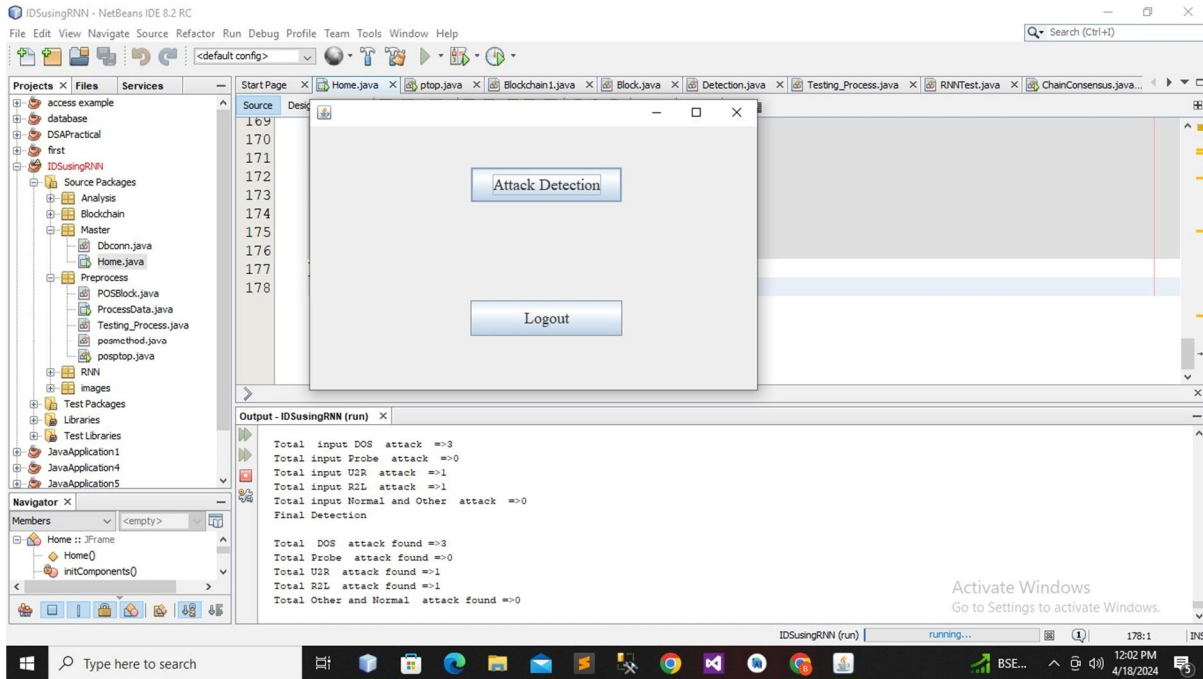 IDSusingRNN - NetBeans IDE 8.2 RC
File Edit View Navigate Source Refactor Run Debug Profile Team Tools Window Help
Search (Ctrl+I)
<default config>
Projects Files Services
Start Page Home.java ptop.java Blockchain1.java Block.java Detection.java Testing_Process.java RNNTest.java ChainConsensus.java...
Source Desig
access example
database
DSAPractical
first
IDSusingRNN
Source Packages
Analysis
Blockchain
Master
Dbconn.java
Home.java
Preprocess
POSBlock.java
ProcessData.java
Testing_Process.java
posmethod.java
posptop.java
RNN
images
Test Packages
Libraries
Test Libraries
JavaApplication1
JavaApplication4
JavaApplication5
169
170
171
172
173
174
175
176
177
178
Attack Detection
Logout
Output - IDSusingRNN (run)
Total input DOS attack =>3
Total input Probe attack =>0
Total input U2R attack =>1
Total input R2L attack =>1
Total input Normal and Other attack =>0
Final Detection
Total DOS attack found =>3
Total Probe attack found =>0
Total U2R attack found =>1
Total R2L attack found =>1
Total Other and Normal attack found =>0
Navigator
Members <empty>
Home :: JFrame
Home()
initComponents()
Activate Windows
Go to Settings to activate Windows.
IDSusingRNN (run) running... 1 178:1 INS
Type here to search
BSE...
12:02 PM
4/18/2024
5